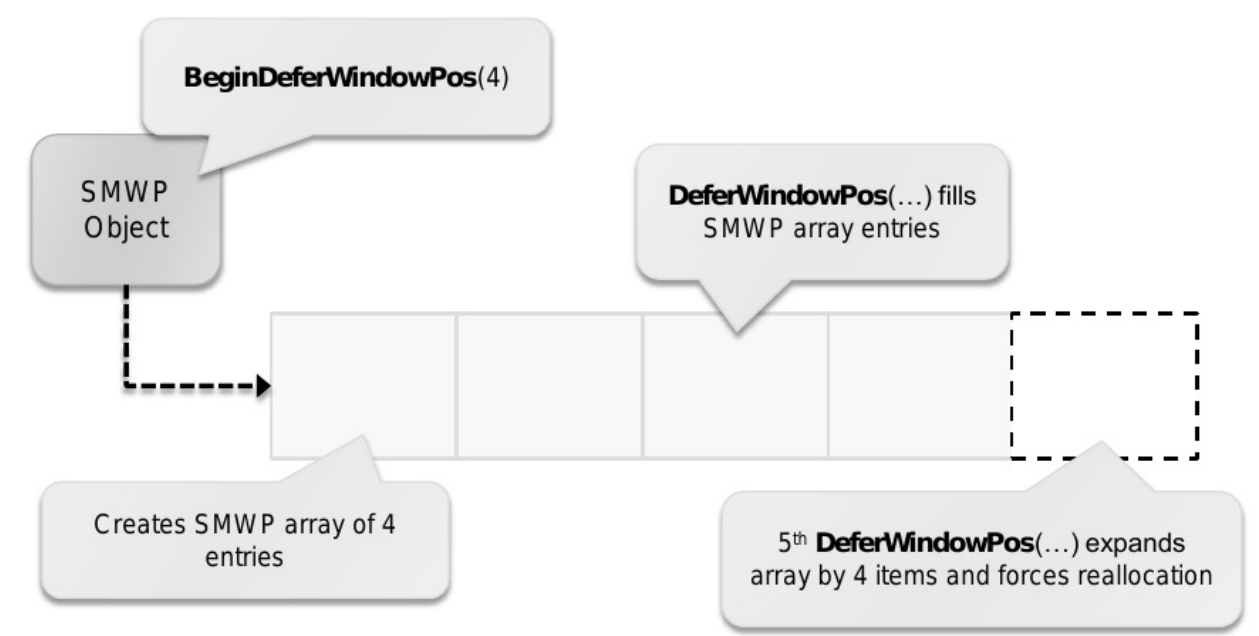 BeginDeferWindowPos(4)
SMWP
Object
DeferWindowPos(…) fills
SMWP array entries
Creates SMWP array of 4
entries
5th DeferWindowPos(…) expands
array by 4 items and forces reallocation